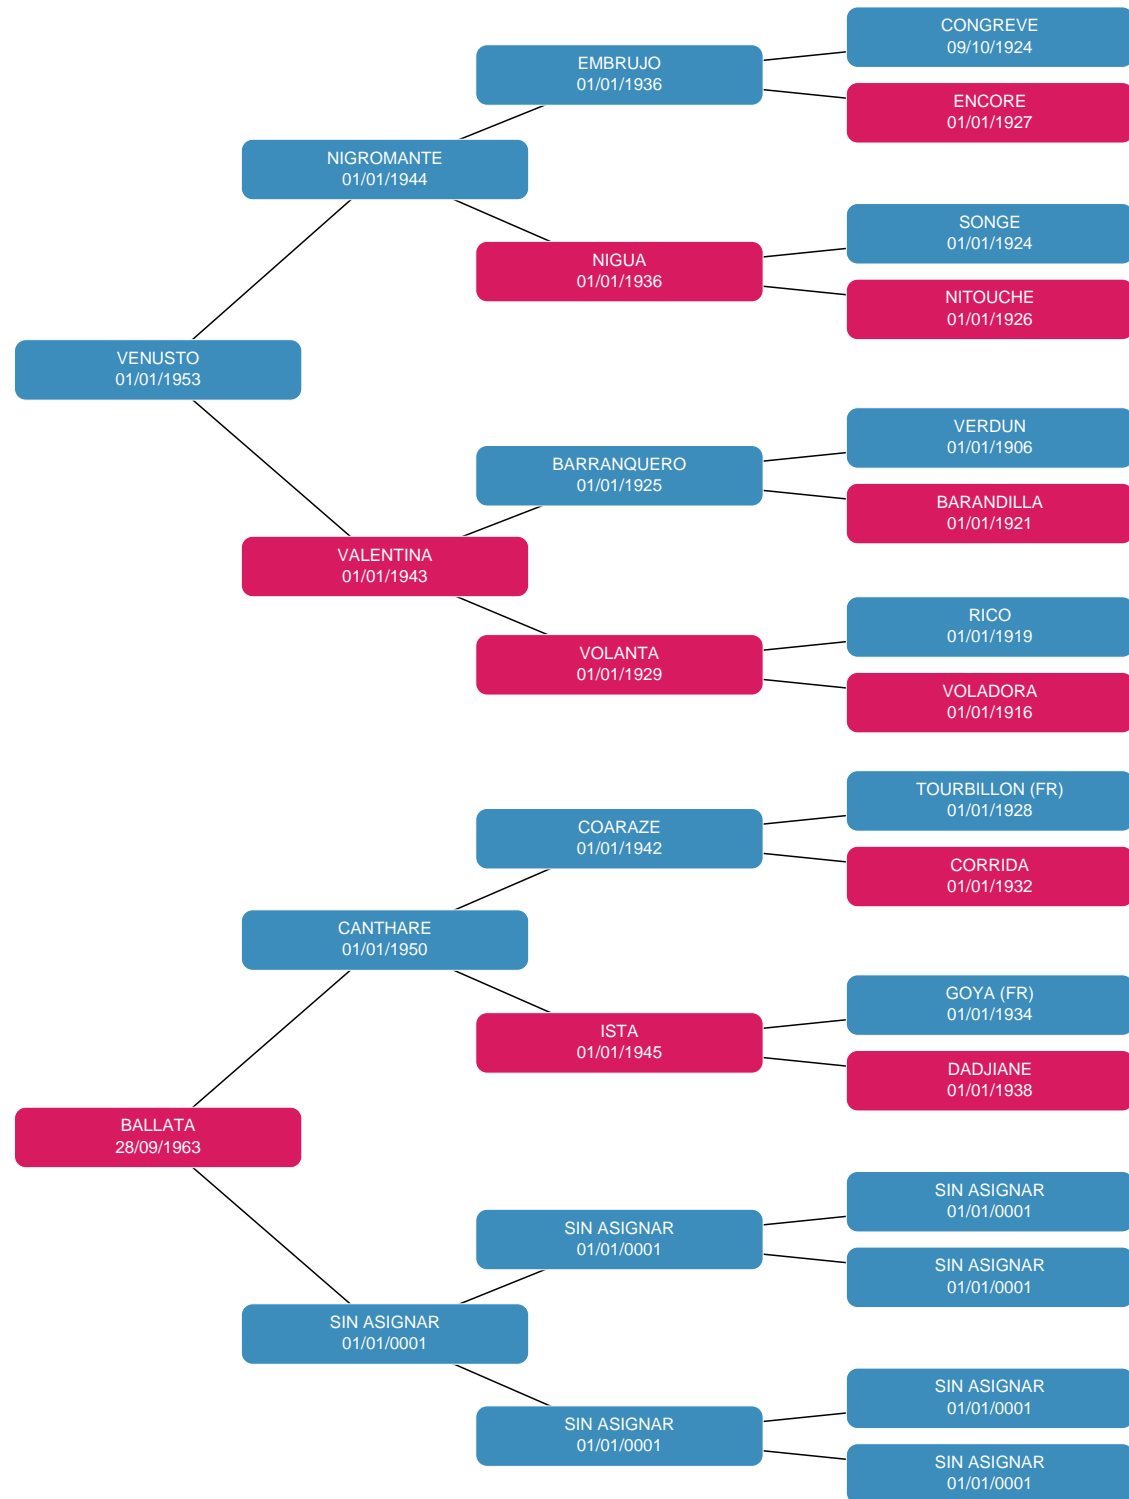 CONGREVE
09/10/1924
EMBRUJO
01/01/1936
ENCORE
01/01/1927
NIGROMANTE
01/01/1944
SONGE
01/01/1924
NIGUA
01/01/1936
NITOUCHE
01/01/1926
VENUSTO
01/01/1953
VERDUN
01/01/1906
BARRANQUERO
01/01/1925
BARANDILLA
01/01/1921
VALENTINA
01/01/1943
RICO
01/01/1919
VOLANTA
01/01/1929
VOLADORA
01/01/1916
TOURBILLON (FR)
01/01/1928
COARAZE
01/01/1942
CORRIDA
01/01/1932
CANTHARE
01/01/1950
GOYA (FR)
01/01/1934
ISTA
01/01/1945
DADJIANE
01/01/1938
BALLATA
28/09/1963
SIN ASIGNAR
01/01/0001
SIN ASIGNAR
01/01/0001
SIN ASIGNAR
01/01/0001
SIN ASIGNAR
01/01/0001
SIN ASIGNAR
01/01/0001
SIN ASIGNAR
01/01/0001
SIN ASIGNAR
01/01/0001